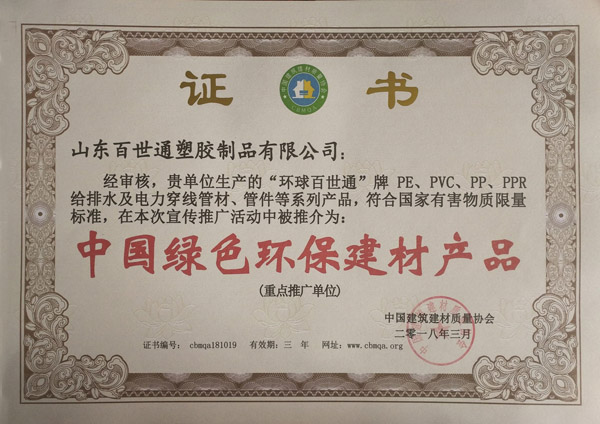 证书
山东百世通塑胶制品有限公司：
经审核，贵单位生产的“环球百世通”牌 PE、PVC、PP、PPR
给排水及电力穿线管材、管件等系列产品，符合国家有害物质限量
标准，在本次宣传推广活动中被推介为：
中国绿色环保建材产品
(重点推广单位)
中国建筑建材质量协会
二零一八年三月
证书编号：cbmqa181019 有效期：三 年 网址：www.cbmqa.org